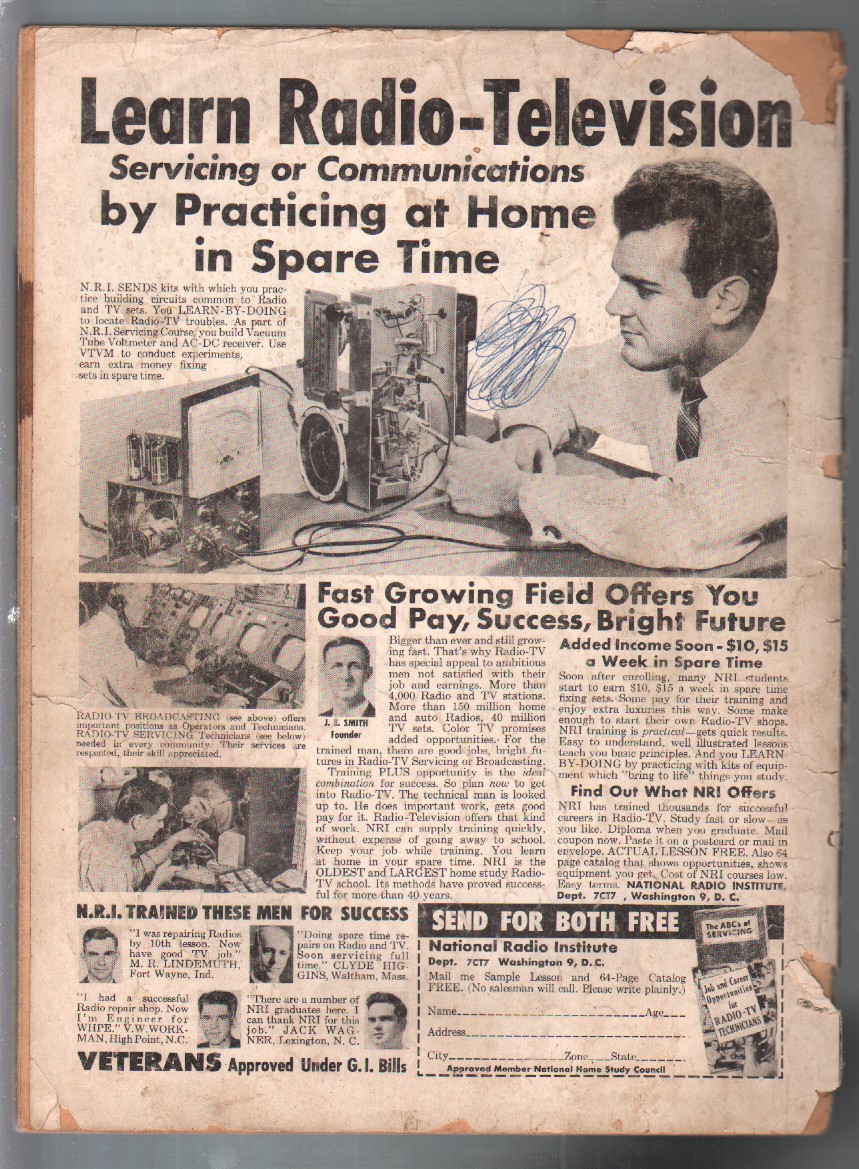 Learn Radio-Television
Servicing or Communications
by Practicing at Home
in Spare Time
N.R.I. SENDS kits with which you prac-
tice building circuits common to Radio
and TV sets. You LEARN-BY-DOING
to locate Radio-TV troubles. As part of
N.R.I. Servicing Course, you build Vacuum
Tube Voltmeter and AC-DC receiver. Use
VTVM to conduct experiments,
earn extra money fixing
sets in spare time.
RADIO-TV BROADCASTING (see above) offers
important positions as Operators and Technicians.
RADIO-TV SERVICING Technicians (see below)
needed in every community. Their services are
respected, their skill appreciated.
Fast Growing Field Offers You
Good Pay, Success, Bright Future
J. E. SMITH
Founder
Bigger than ever and still grow-
ing fast. That's why Radio-TV
has special appeal to ambitious
men not satisfied with their
job and earnings. More than
4,000 Radio and TV stations.
More than 150 million home
and auto Radios, 40 million
TV sets. Color TV promises
added opportunities. For the
trained man, there are good jobs, bright fu-
tures in Radio-TV Servicing or Broadcasting.
Training PLUS opportunity is the ideal
combination for success. So plan now to get
into Radio-TV. The technical man is looked
up to. He does important work, gets good
pay for it. Radio-Television offers that kind
of work. NRI can supply training quickly,
without expense of going away to school.
Keep your job while training. You learn
at home in your spare time. NRI is the
OLDEST and LARGEST home study Radio-
TV school. Its methods have proved success-
ful for more than 40 years.
Added Income Soon - $10, $15
a Week in Spare Time
Soon after enrolling, many NRI students
start to earn $10, $15 a week in spare time
fixing sets. Some pay for their training and
enjoy extra luxuries this way. Some make
enough to start their own Radio-TV shops.
NRI training is practical—gets quick results.
Easy to understand, well illustrated lessons
teach you basic principles. And you LEARN-
BY-DOING by practicing with kits of equip-
ment which "bring to life" things you study.
Find Out What NRI Offers
NRI has trained thousands for successful
careers in Radio-TV. Study fast or slow—as
you like. Diploma when you graduate. Mail
coupon now. Paste it on a postcard or mail in
envelope. ACTUAL LESSON FREE. Also 64
page catalog that shows opportunities, shows
equipment you get. Cost of NRI courses low.
Easy terms. NATIONAL RADIO INSTITUTE,
Dept. 7CT7 , Washington 9, D. C.
N.R.I. TRAINED THESE MEN FOR SUCCESS
"I was repairing Radios
by 10th lesson. Now
have good TV job."
M. R. LINDEMUTH,
Fort Wayne, Ind.
"Doing spare time re-
pairs on Radio and TV.
Soon servicing full
time." CLYDE HIG-
GINS, Waltham, Mass.
"I had a successful
Radio repair shop. Now
I'm Engineer for
WHPE." V.W.WORK-
MAN, High Point, N.C.
"There are a number of
NRI graduates here. I
can thank NRI for this
job." JACK WAG-
NER, Lexington, N. C.
VETERANS Approved Under G.I. Bills
SEND FOR BOTH FREE
National Radio Institute
Dept. 7CT7 Washington 9, D.C.
Mail me Sample Lesson and 64-Page Catalog
FREE. (No salesman will call. Please write plainly.)
Name Age
Address
City Zone State
Approved Member National Home Study Council
The ABC's of
SERVICING
Job and Career
Opportunities
for
RADIO-TV
TECHNICIANS